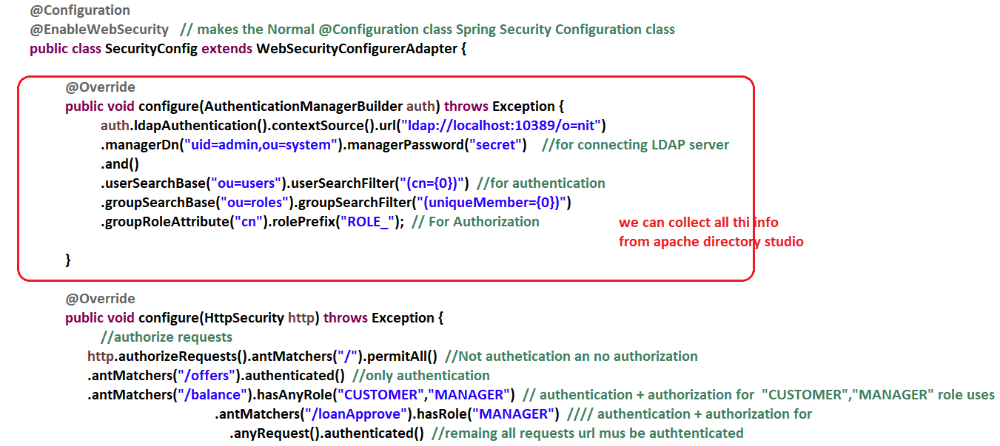 @Configuration
@EnableWebSecurity // makes the Normal @Configuration class Spring Security Configuration class
public class SecurityConfig extends WebSecurityConfigurerAdapter {
@Override
public void configure(AuthenticationManagerBuilder auth) throws Exception {
auth.ldapAuthentication().contextSource().url("ldap://localhost:10389/o=nit")
.managerDn("uid=admin,ou=system").managerPassword("secret") //for connecting LDAP server
.and()
.userSearchBase("ou=users").userSearchFilter("(cn={0})") //for authentication
.groupSearchBase("ou=roles").groupSearchFilter("(uniqueMember={0})")
.groupRoleAttribute("cn").rolePrefix("ROLE_"); // For Authorization
we can collect all thi info
from apache directory studio
}
@Override
public void configure(HttpSecurity http) throws Exception {
//authorize requests
http.authorizeRequests().antMatchers("/").permitAll() //Not authetication an no authorization
.antMatchers("/offers").authenticated() //only authentication
.antMatchers("/balance").hasAnyRole("CUSTOMER","MANAGER") // authentication + authorization for "CUSTOMER","MANAGER" role uses
.antMatchers("/loanApprove").hasRole("MANAGER") //// authentication + authorization for
.anyRequest().authenticated() //remaing all requests url mus be authtenticated